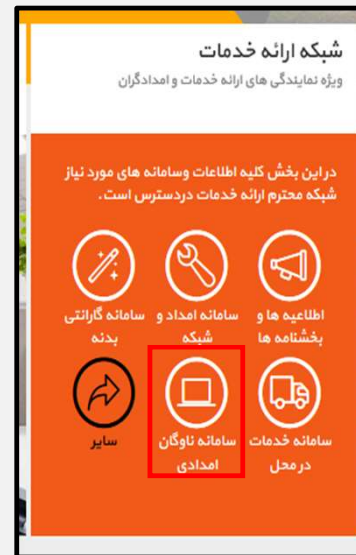 شبکه ارائه خدمات
ویژه نمایندگی های ارائه خدمات و امدادگران
دراین بخش کلیه اطلاعات وسامانه های مورد نیاز
شبکه محترم ارائه خدمات دردسترس است.
اطلاعیه ها و
بخشنامه ها
سامانه امداد و
شبکه
سامانه گارانتی
بدنه
سامانه خدمات
در محل
سامانه ناوگان
امدادی
سایر